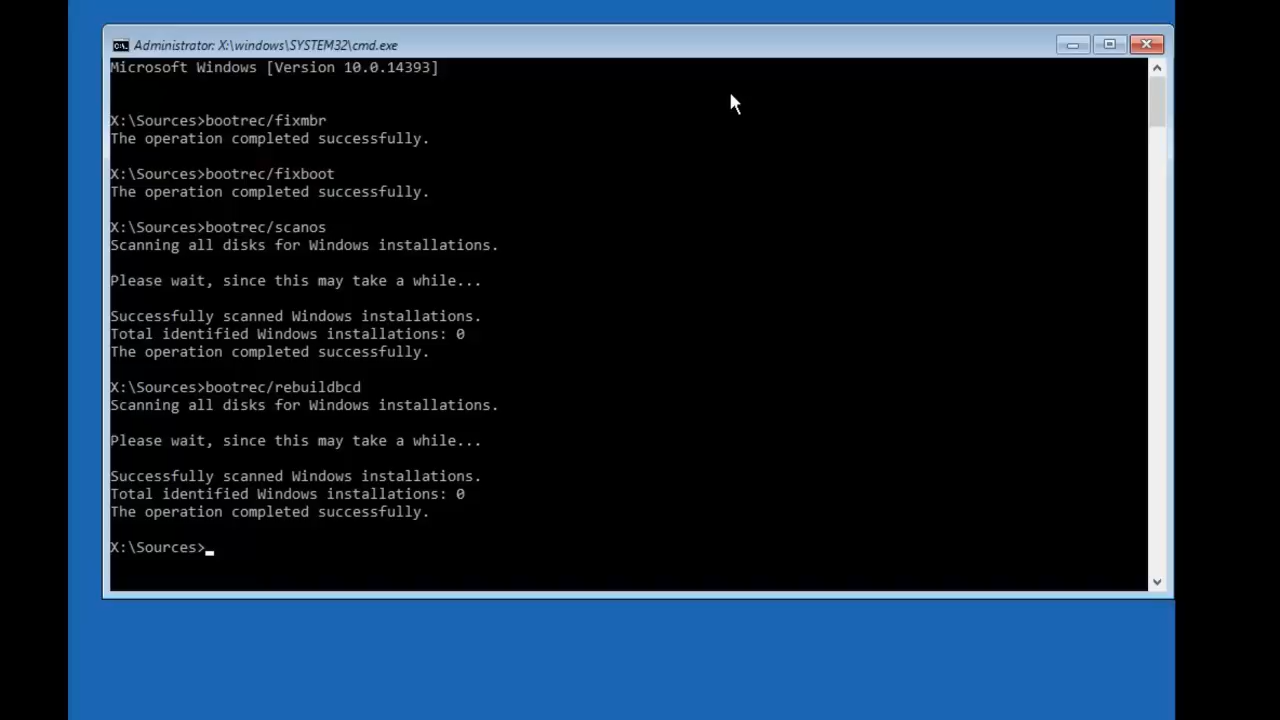 Administrator: X:\windows\SYSTEM32\cmd.exe
Microsoft Windows [Version 10.0.14393]
X:\Sources>bootrec/fixmbr
The operation completed successfully.
X:\Sources>bootrec/fixboot
The operation completed successfully.
X:\Sources>bootrec/scanos
Scanning all disks for Windows installations.
Please wait, since this may take a while...
Successfully scanned Windows installations.
Total identified Windows installations: 0
The operation completed successfully.
X:\Sources>bootrec/rebuildbcd
Scanning all disks for Windows installations.
Please wait, since this may take a while...
Successfully scanned Windows installations.
Total identified Windows installations: 0
The operation completed successfully.
X:\Sources>_